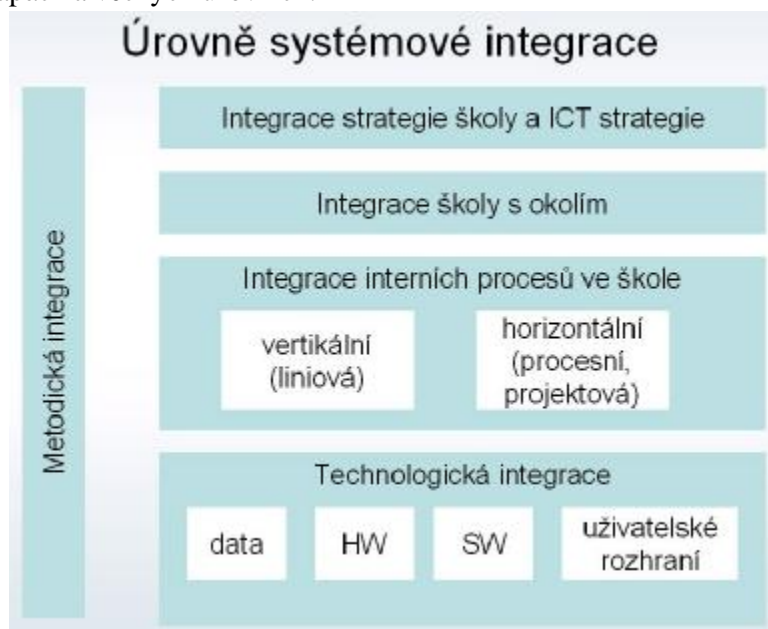 Úrovně systémové integrace
Metodická integrace
Integrace strategie školy a ICT strategie
Integrace školy s okolím
Integrace interních procesů ve škole
vertikální
(liniová)
horizontální
(procesní,
projektová)
Technologická integrace
data
HW
SW
uživatelské
rozhraní